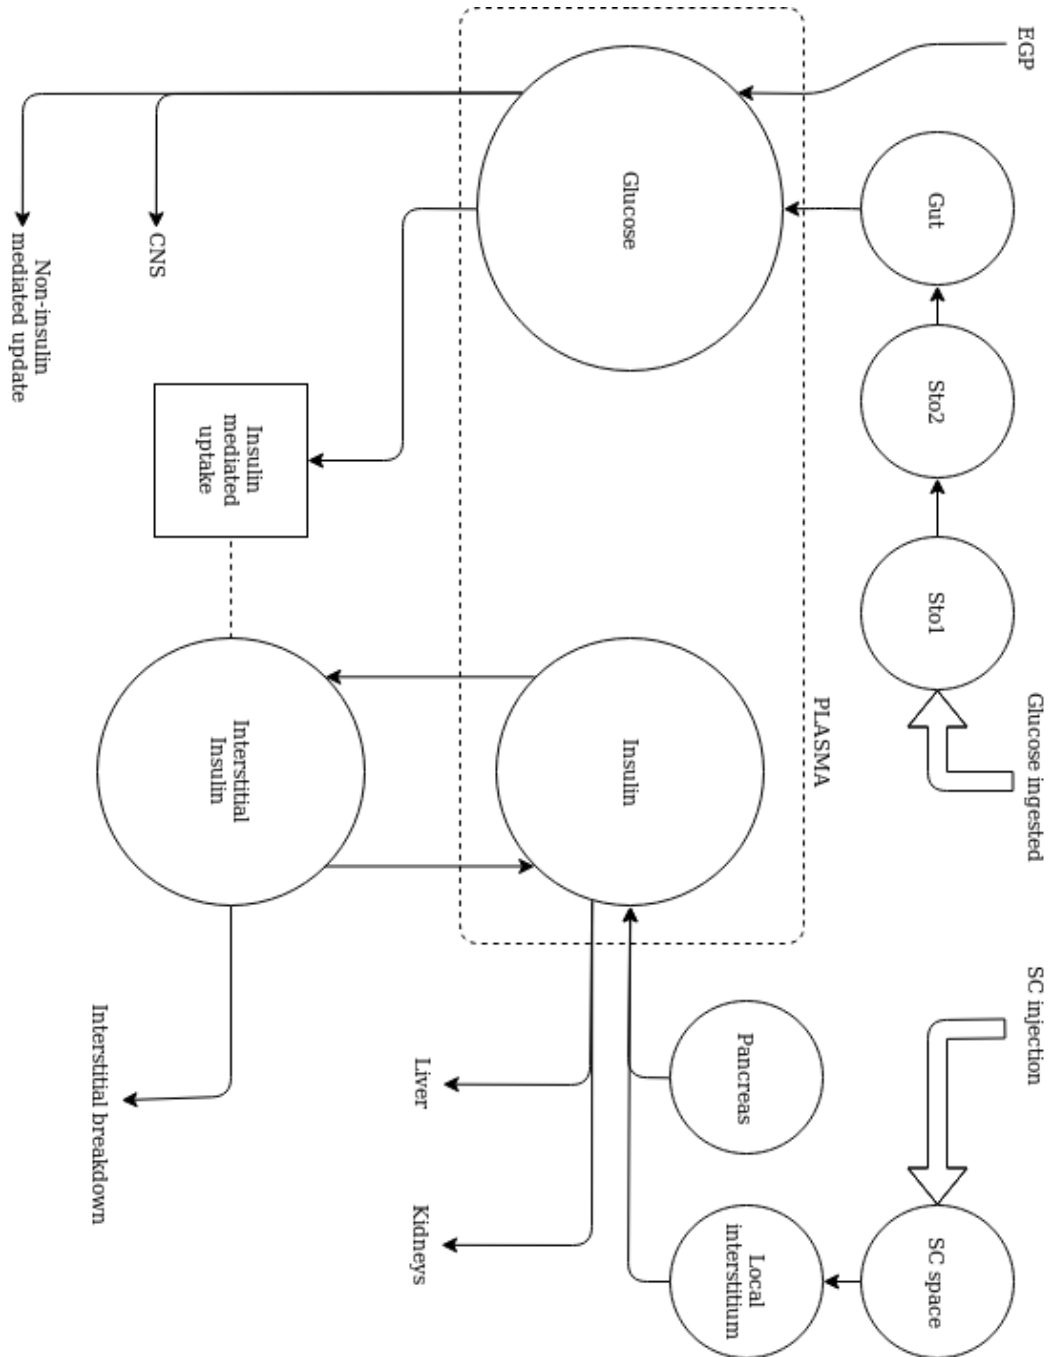 EGP
Glucose ingested
SC injection
Gut
Sto2
Sto1
SC space
PLASMA
Pancreas
Local
interstitium
Glucose
Insulin
Liver
Kidneys
Insulin
mediated
uptake
Interstitial
Insulin
CNS
Interstitial breakdown
Non-insulin
mediated update